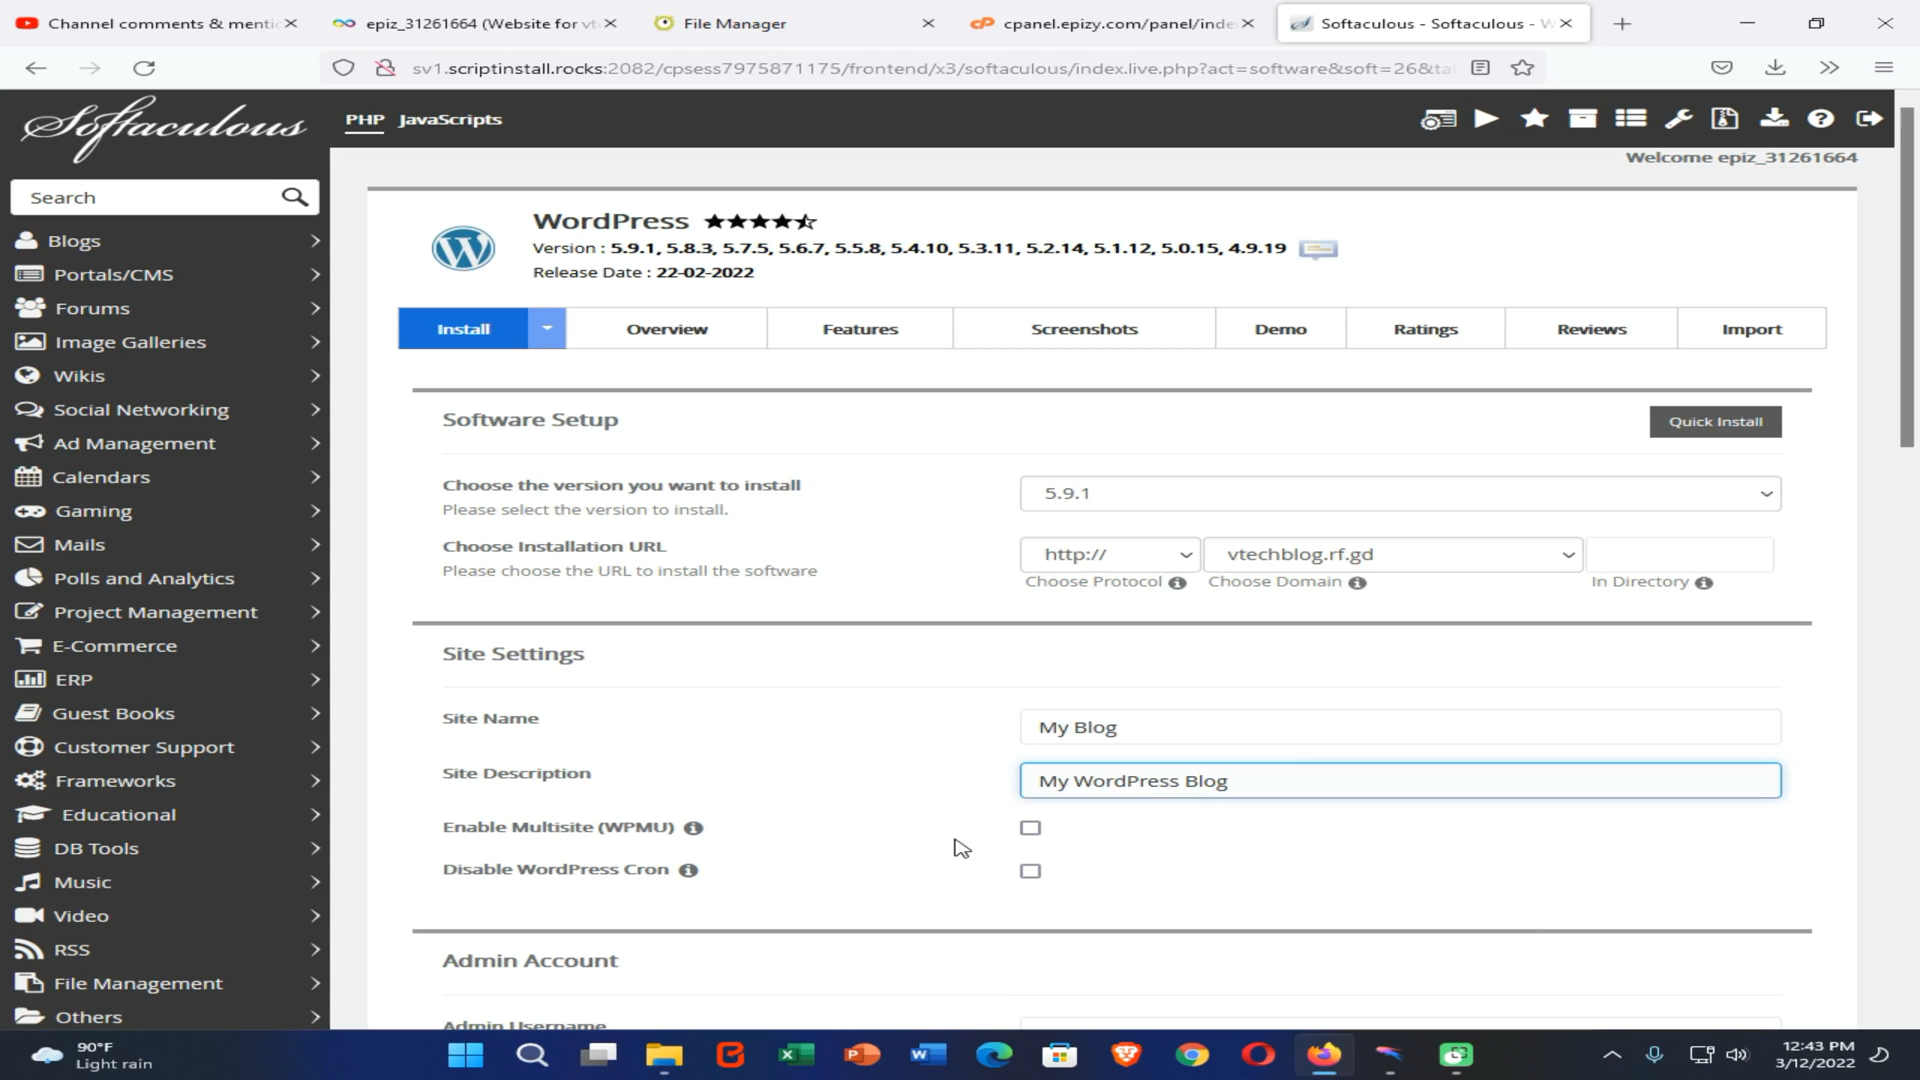 Channel comments & mentic
epiz_31261664 (Website for vt
File Manager
cpanel.epizy.com/panel/inde
Softaculous - Softaculous - W
sv1.scriptinstall.rocks:2082/cpsess7975871175/frontend/x3/softaculous/index.live.php?act=software&soft=26&ta
Softaculous
PHP JavaScripts
Welcome epiz_31261664
Search
Blogs
Portals/CMS
Forums
Image Galleries
Wikis
Social Networking
Ad Management
Calendars
Gaming
Mails
Polls and Analytics
Project Management
E-Commerce
ERP
Guest Books
Customer Support
Frameworks
Educational
DB Tools
Music
Video
RSS
File Management
Others
WordPress
Version : 5.9.1, 5.8.3, 5.7.5, 5.6.7, 5.5.8, 5.4.10, 5.3.11, 5.2.14, 5.1.12, 5.0.15, 4.9.19
Release Date : 22-02-2022
Install Overview Features Screenshots Demo Ratings Reviews Import
Software Setup
Quick Install
Choose the version you want to install
Please select the version to install.
5.9.1
Choose Installation URL
Please choose the URL to install the software
http:// vtechblog.rf.gd
Choose Protocol Choose Domain In Directory
Site Settings
Site Name
My Blog
Site Description
My WordPress Blog
Enable Multisite (WPMU)
Disable WordPress Cron
Admin Account
Admin Username
90°F
Light rain
12:43 PM
3/12/2022